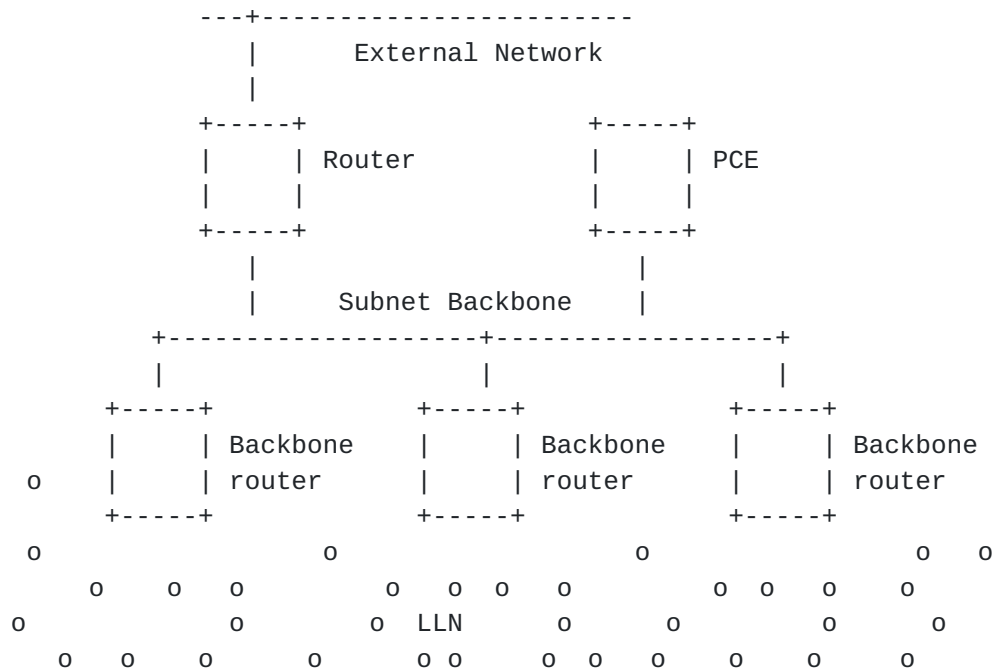 ---+------------------------
|      External Network
|
+-----+                  +-----+
|     | Router           |     | PCE
|     |                  |     |
+-----+                  +-----+
|                        |
|     Subnet Backbone    |
+--------------------+------------------+
|                    |                  |
+-----+             +-----+             +-----+
|     | Backbone    |     | Backbone    |     | Backbone
o    |     | router      |     | router      |     | router
+-----+             +-----+             +-----+
o                  o                   o                 o   o
o    o   o         o   o  o   o         o  o   o    o
o             o        o  LLN      o      o         o      o
o   o    o      o      o o     o  o   o    o    o